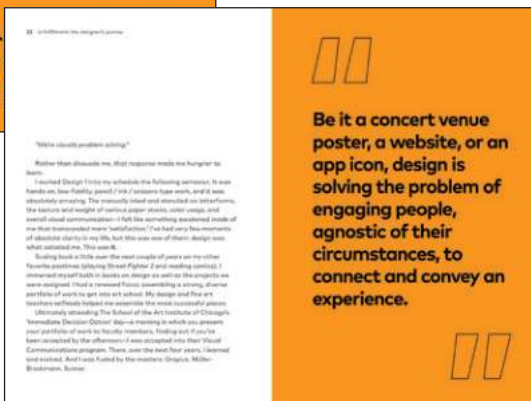 22 in fulfillment: the designer's journey
"We're visually problem solving."
Rather than dissuade me, that response made me hungrier to
learn.
I worked Design 1 into my schedule the following semester. It was
hands on, low-fidelity, pencil / ink / scissors-type work, and it was
absolutely amazing. The manually inked and stenciled-on letterforms,
the texture and weight of various paper stocks, color usage, and
overall visual communication—I felt like something awakened inside of
me that transcended mere 'satisfaction.' I've had very few moments
of absolute clarity in my life, but this was one of them: design was
what satiated me. This was it.
Scaling back a little over the next couple of years on my other
favorite pastimes (playing Street Fighter 2 and reading comics), I
immersed myself both in books on design as well as the projects we
were assigned. I had a renewed focus: assembling a strong, diverse
portfolio of work to get into art school. My design and fine art
teachers selflessly helped me assemble the most successful pieces.
Ultimately attending The School of the Art Institute of Chicago's
'Immediate Decision Option' day—a morning in which you present
your portfolio of work to faculty members, finding out if you've
been accepted by the afternoon—I was accepted into their Visual
Communications program. There, over the next four years, I learned
and evolved. And I was fueled by the masters: Gropius. Müller-
Brockmann. Sutnar.
Be it a concert venue
poster, a website, or an
app icon, design is
solving the problem of
engaging people,
agnostic of their
circumstances, to
connect and convey an
experience.